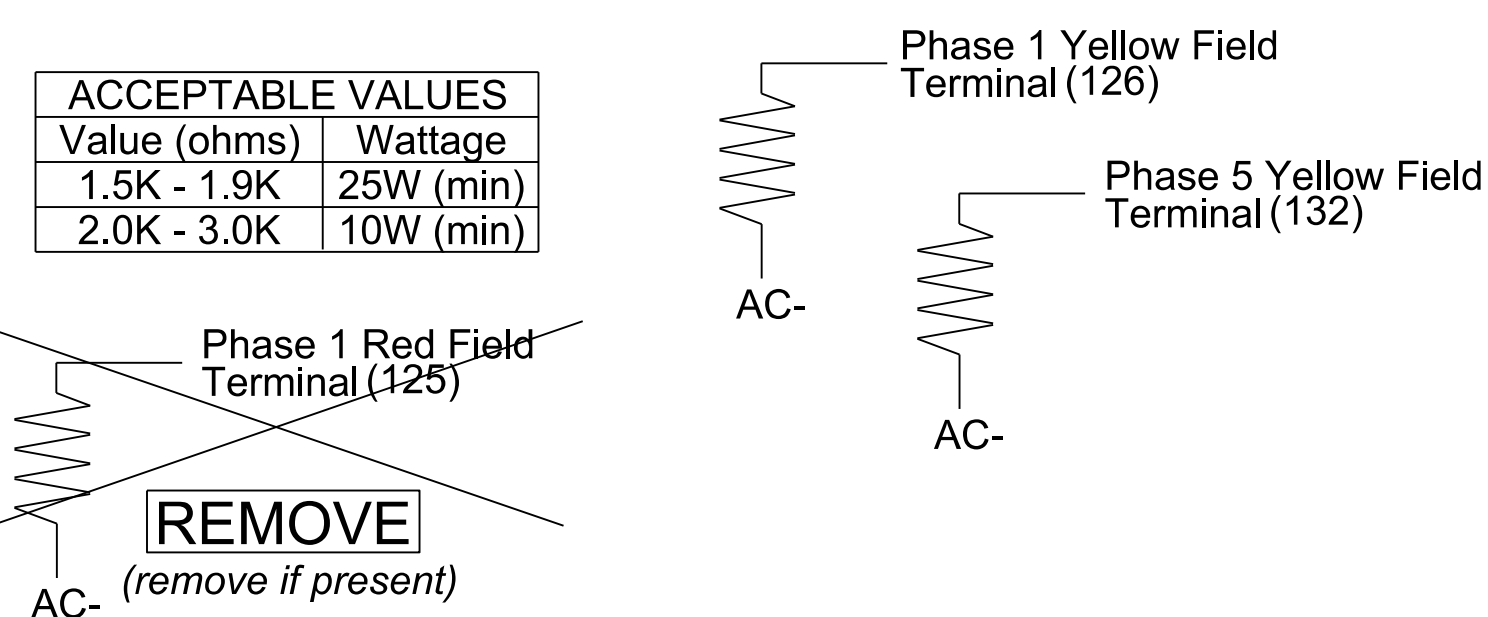 ACCEPTABLE VALUES
Value (ohms) Wattage
1.5K - 1.9K 25W (min)
2.0K - 3.0K 10W (min)
Phase 1 Yellow Field
Terminal (126)
AC-
Phase 5 Yellow Field
Terminal (132)
AC-
Phase 1 Red Field
Terminal (125)
REMOVE
(remove if present)
AC-